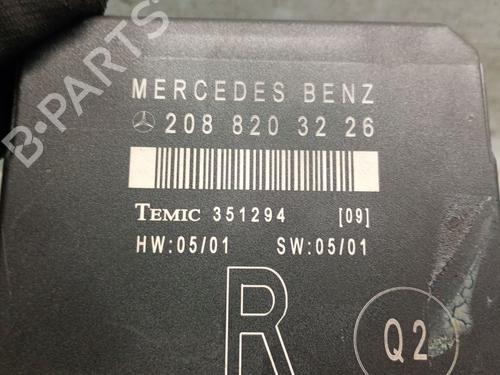 B-PARTS
MERCEDES BENZ
208 820 32 26
TEMIC 351294 [09]
HW:05/01 SW:05/01
R
Q2